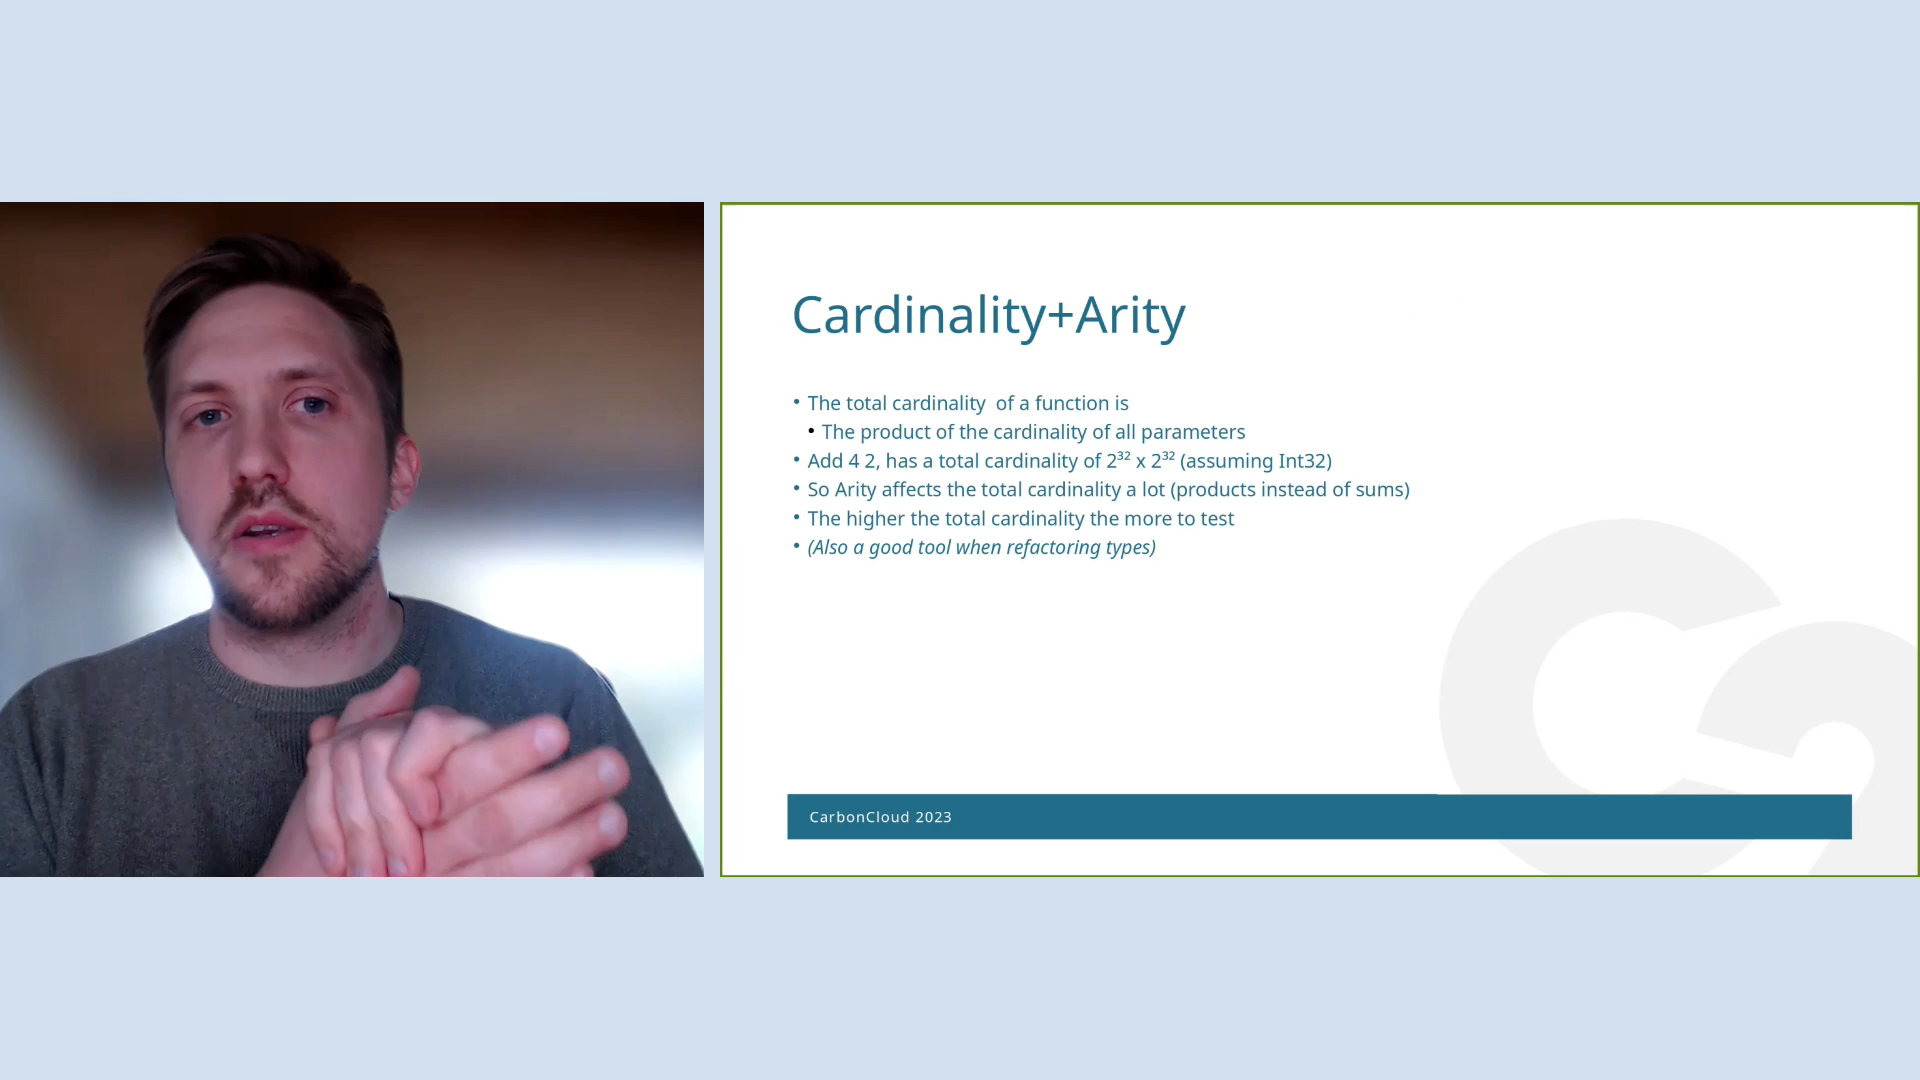 Cardinality+Arity
• The total cardinality  of a function is
• The product of the cardinality of all parameters
• Add 4 2, has a total cardinality of 2³² x 2³² (assuming Int32)
• So Arity affects the total cardinality a lot (products instead of sums)
• The higher the total cardinality the more to test
• (Also a good tool when refactoring types)
CarbonCloud 2023